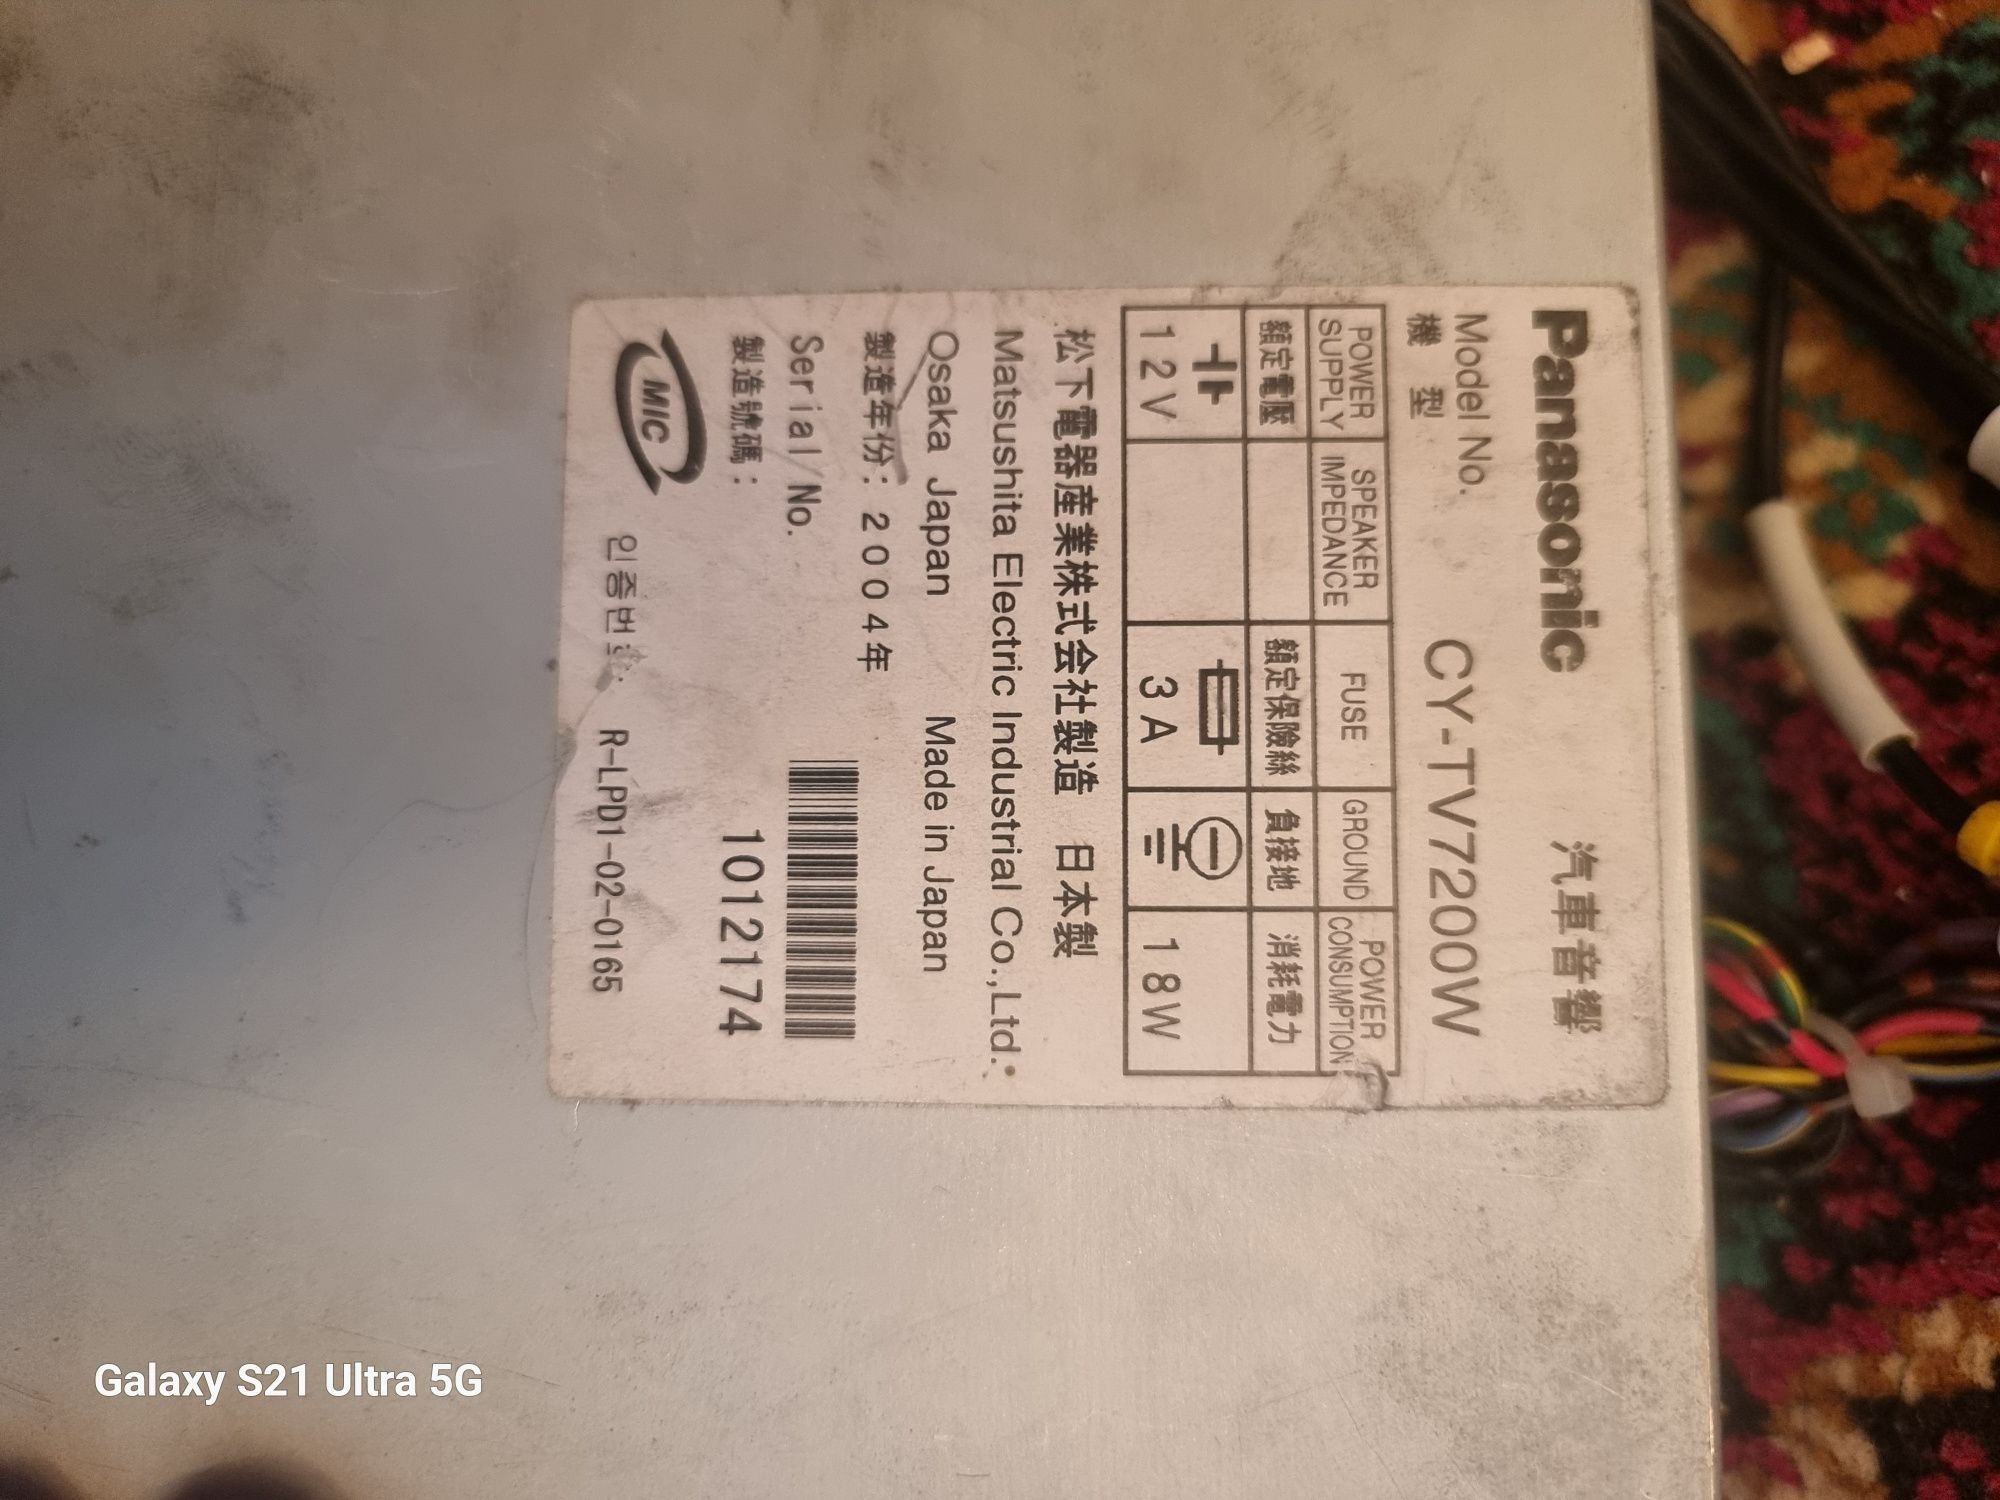 Panasonic 汽車音響
Model No. CY-TV7200W
機 型
POWER SUPPLY SPEAKER IMPEDANCE FUSE GROUND POWER CONSUMPTION
額定電壓 額定保險絲 負接地 消耗電力
12V 3A 18W
松下電器産業株式会社製造 日本製
Matsushita Electric Industrial Co.,Ltd.
Osaka Japan Made in Japan
製造年份：2004年
Serial No.
製造號碼： 1012174
MIC 인증번호: R-LPD1-02-0165
Galaxy S21 Ultra 5G